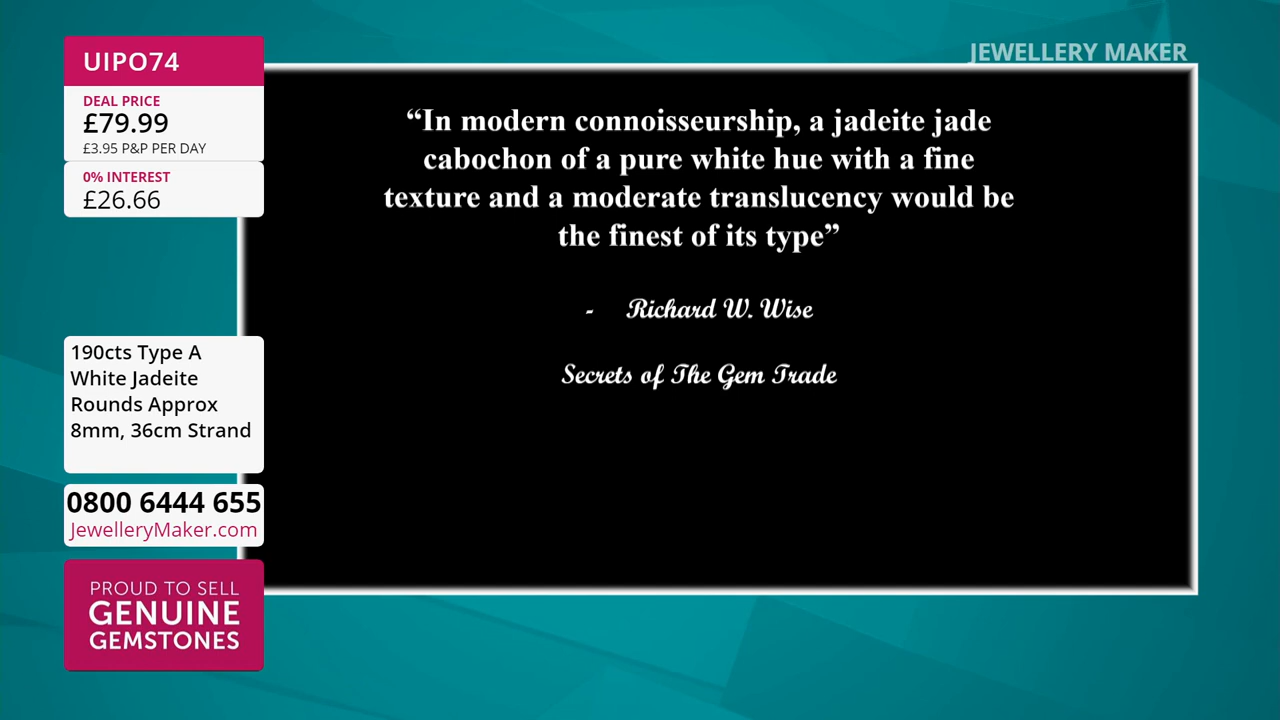 UIPO74
DEAL PRICE
£79.99
£3.95 P&P PER DAY
0% INTEREST
£26.66
190cts Type A
White Jadeite
Rounds Approx
8mm, 36cm Strand
0800 6444 655
JewelleryMaker.com
PROUD TO SELL
GENUINE
GEMSTONES
JEWELLERY MAKER
“In modern connoisseurship, a jadeite jade
cabochon of a pure white hue with a fine
texture and a moderate translucency would be
the finest of its type”
- Richard W. Wise
Secrets of The Gem Trade